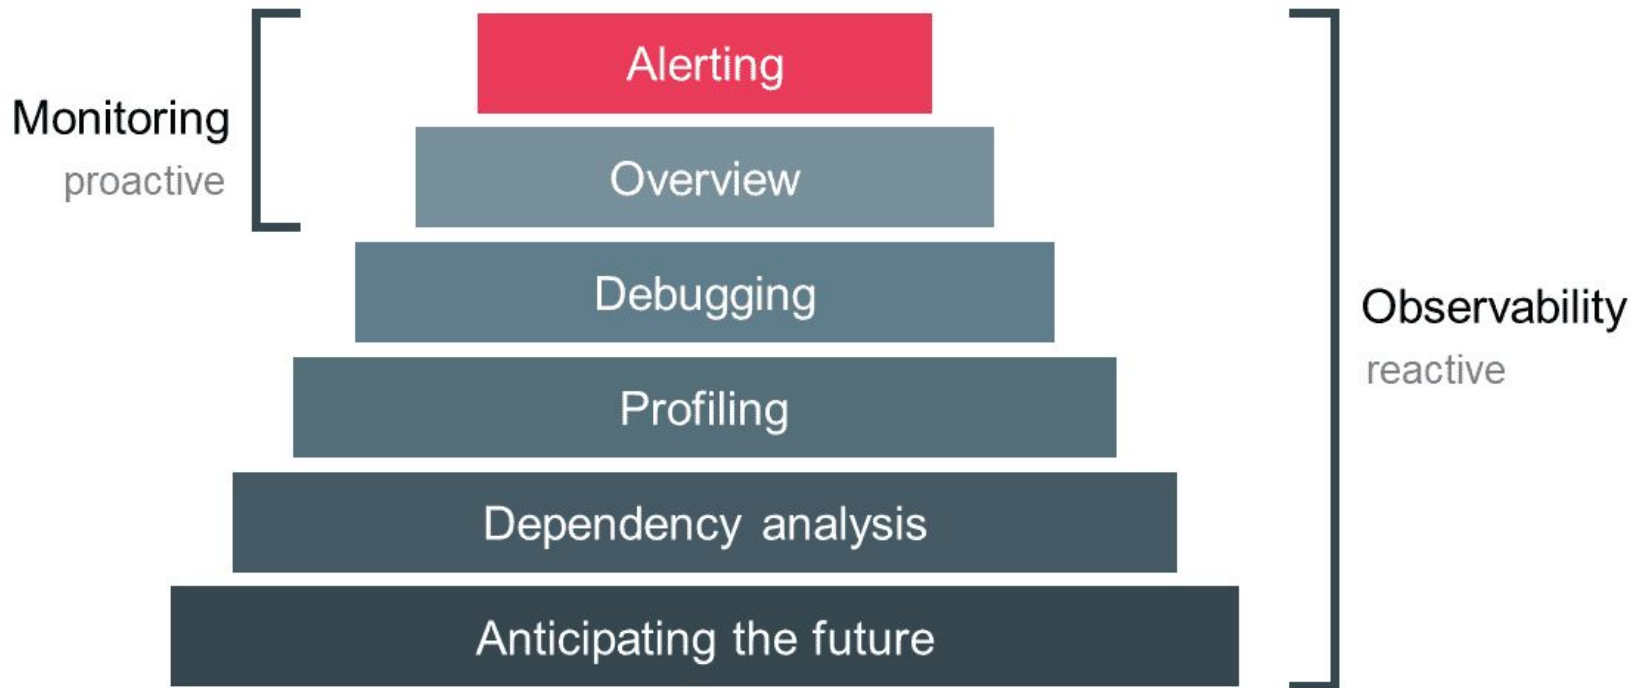 Alerting
Monitoring
proactive
Overview
Debugging
Observability
reactive
Profiling
Dependency analysis
Anticipating the future